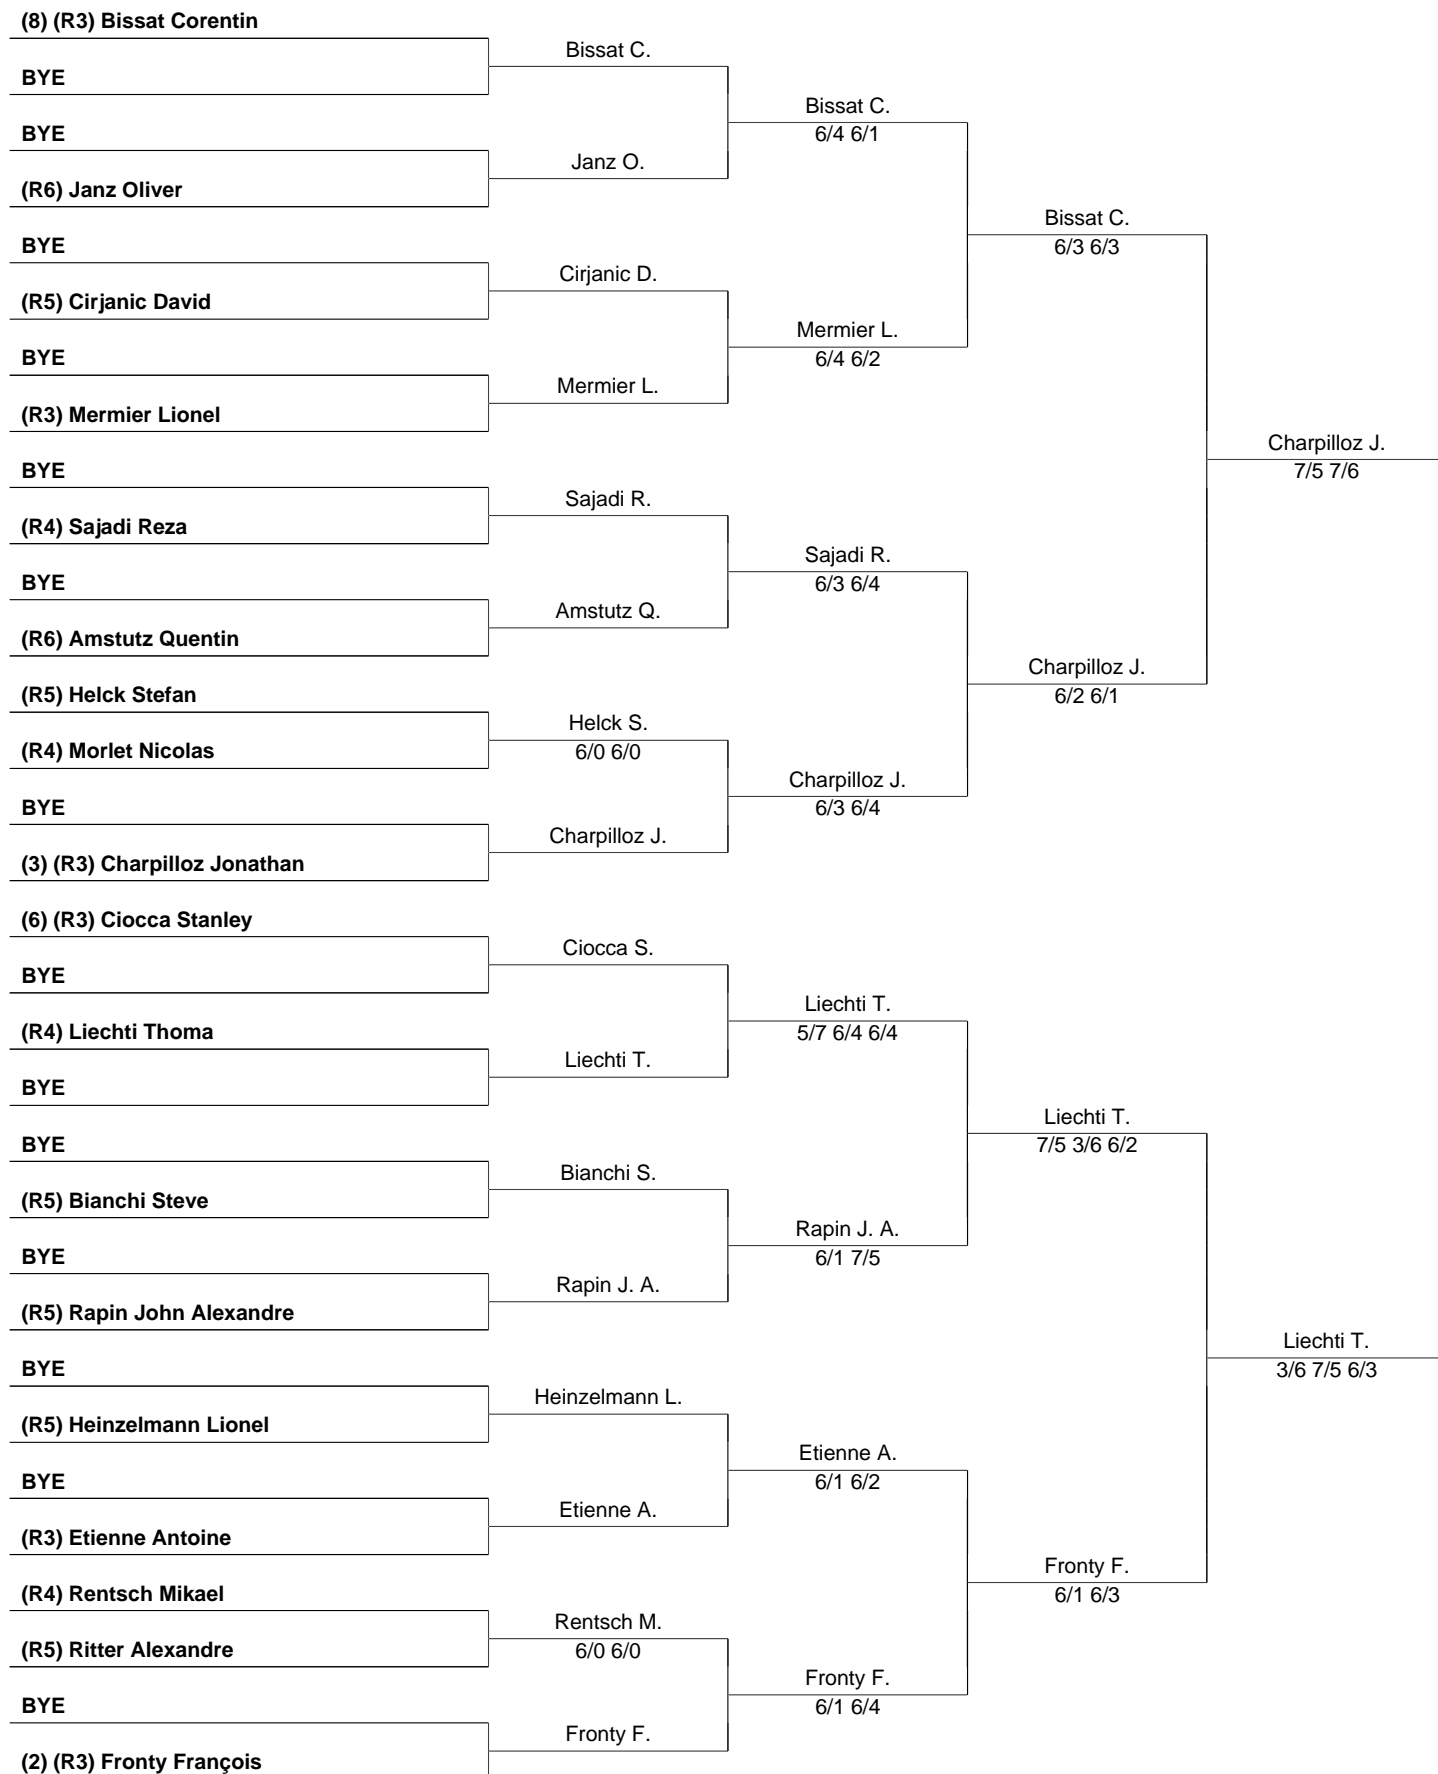 (8) (R3) Bissat Corentin
Bissat C.
BYE
Bissat C.
BYE
6/4 6/1
Janz O.
(R6) Janz Oliver
Bissat C.
BYE
6/3 6/3
Cirjanic D.
(R5) Cirjanic David
Mermier L.
BYE
6/4 6/2
Mermier L.
(R3) Mermier Lionel
Charpilloz J.
BYE
7/5 7/6
Sajadi R.
(R4) Sajadi Reza
Sajadi R.
BYE
6/3 6/4
Amstutz Q.
(R6) Amstutz Quentin
Charpilloz J.
(R5) Helck Stefan
6/2 6/1
Helck S.
(R4) Morlet Nicolas
6/0 6/0
Charpilloz J.
BYE
6/3 6/4
Charpilloz J.
(3) (R3) Charpilloz Jonathan
(6) (R3) Ciocca Stanley
Ciocca S.
BYE
Liechti T.
(R4) Liechti Thoma
5/7 6/4 6/4
Liechti T.
BYE
Liechti T.
BYE
7/5 3/6 6/2
Bianchi S.
(R5) Bianchi Steve
Rapin J. A.
BYE
6/1 7/5
Rapin J. A.
(R5) Rapin John Alexandre
Liechti T.
BYE
3/6 7/5 6/3
Heinzelmann L.
(R5) Heinzelmann Lionel
Etienne A.
BYE
6/1 6/2
Etienne A.
(R3) Etienne Antoine
Fronty F.
(R4) Rentsch Mikael
6/1 6/3
Rentsch M.
(R5) Ritter Alexandre
6/0 6/0
Fronty F.
BYE
6/1 6/4
Fronty F.
(2) (R3) Fronty François